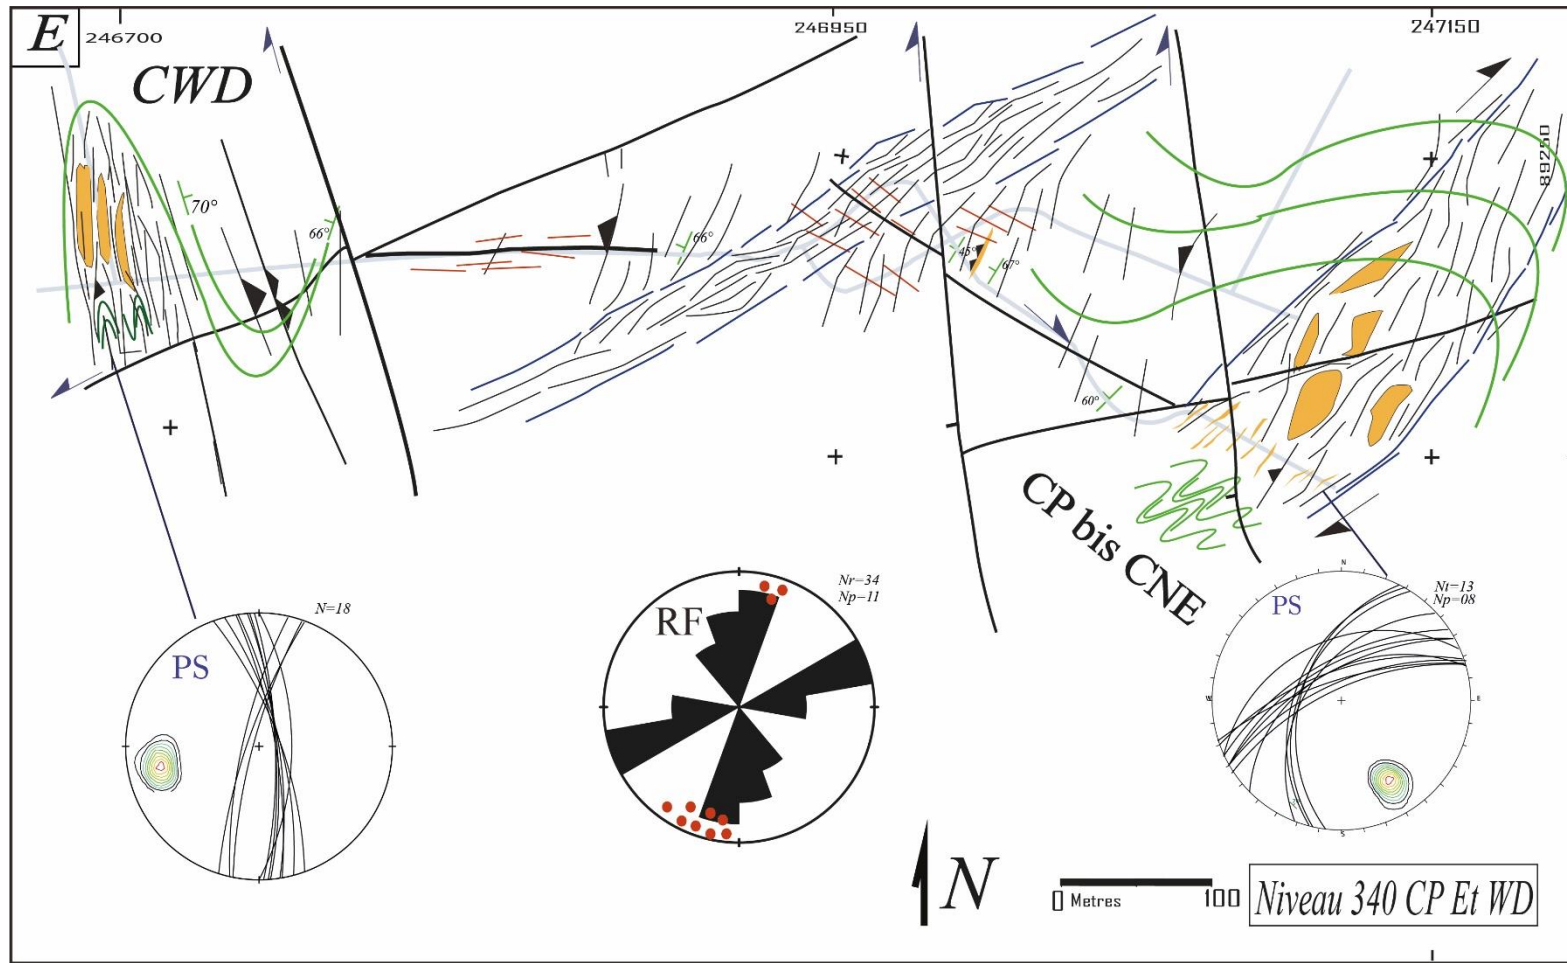 E
246700
246950
247150
CWD
89250
70°
66°
66°
45°
67°
60°
CP bis CNE
N=18
PS
Nr=34
Np=11
RF
Nt=13
Np=08
PS
N
W
E
S
N
0 Metres 100
Niveau 340 CP Et WD